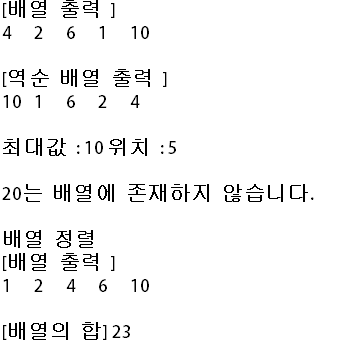 [배열 출력 ]
4 2 6 1 10
[역순 배열 출력 ]
10 1 6 2 4
최대값 :10 위치 :5
20는 배열에 존재하지 않습니다.
배열 정렬
[배열 출력 ]
1 2 4 6 10
[배열의 합] 23